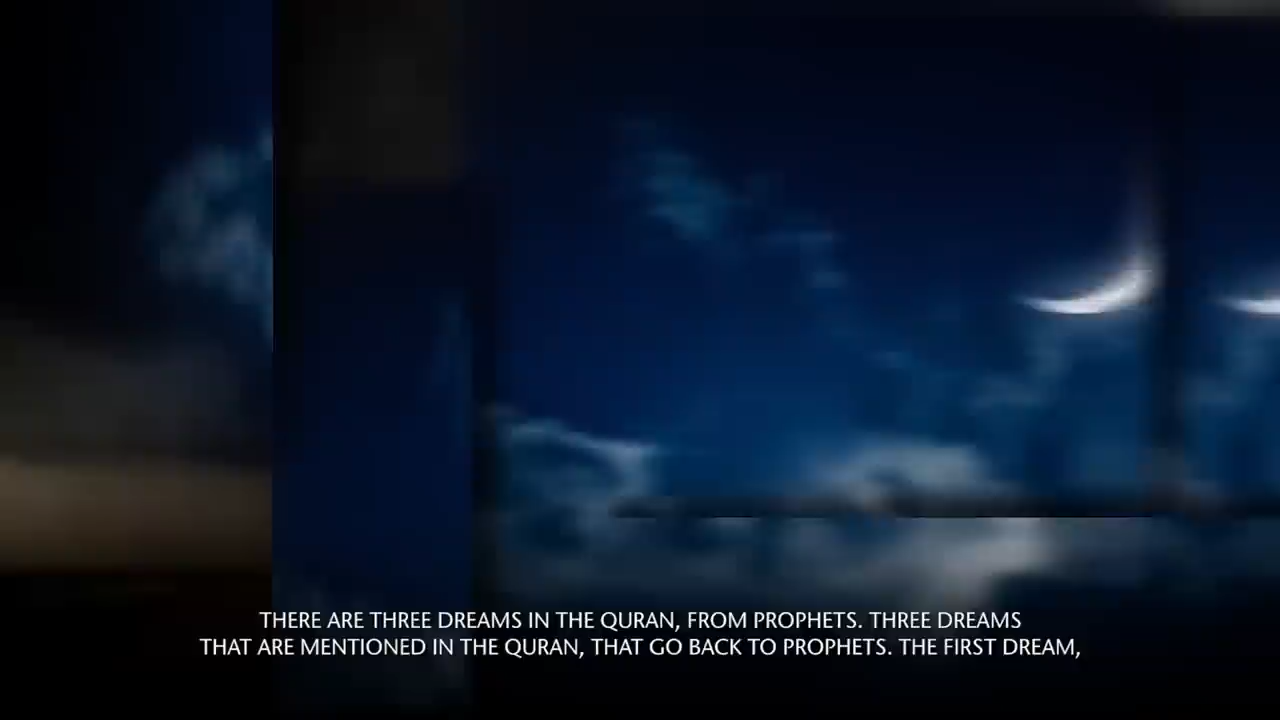 THERE ARE THREE DREAMS IN THE QURAN, FROM PROPHETS. THREE DREAMS
THAT ARE MENTIONED IN THE QURAN, THAT GO BACK TO PROPHETS. THE FIRST DREAM,